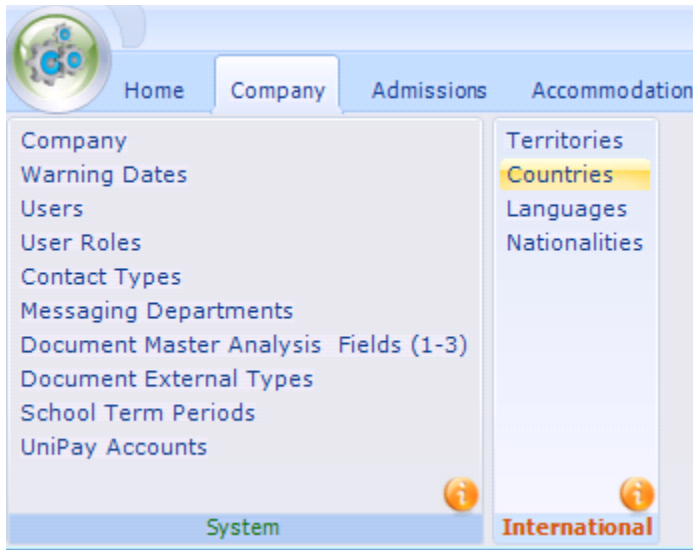 Home Company Admissions Accommodation
Company
Warning Dates
Users
User Roles
Contact Types
Messaging Departments
Document Master Analysis  Fields (1-3)
Document External Types
School Term Periods
UniPay Accounts
System
Territories
Countries
Languages
Nationalities
International